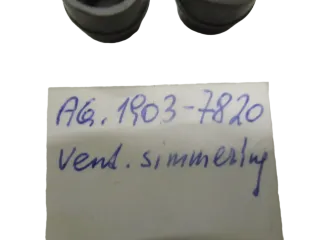 AG. 1903-7820
Vent. simmering